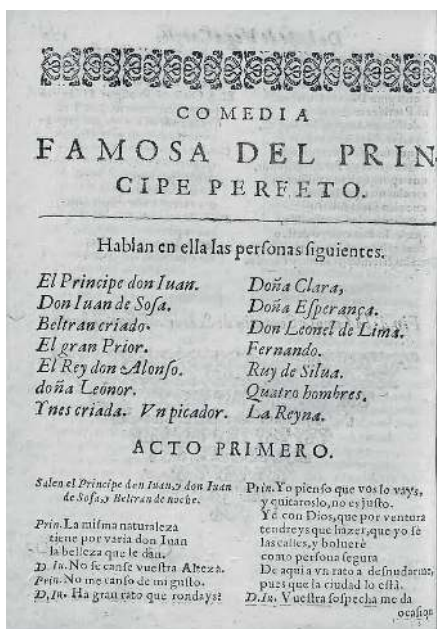 COMEDIA
FAMOSA DEL PRIN
CIPE PERFETO.
Hablan en ella las personas siguientes.
El Principe don Iuan.
Don Iuan de Sosa.
Beltran criado.
El gran Prior.
El Rey don Alonso.
doña Leonor.
Ynes criada. Vn picador.
Doña Clara,
Doña Esperança.
Don Leonel de Lima.
Fernando.
Ruy de Silua.
Quatro hombres,
La Reyna.
ACTO PRIMERO.
Salen el Principe don Iuan, y don Iuan
de Sosa, y Beltran de noche.
Prin. La misma naturaleza
tiene por varia don Iuan
la belleza que le dan.
D. Iu. No se canse vuestra Alteza.
Prin. No me canso de mi gusto.
D. Iu. Ha gran rato que rondays?
Prin. Yo pienso que vos lo vays,
y quitaroslo, no es justo.
Yd con Dios, que por ventura
tendreys que hazer, que yo sè
las calles, y boluerè
como persona segura
De aqui a vn rato a desnudarme,
pues que la ciudad lo està.
D. Iu. Vuestra sospecha me da
ocasion